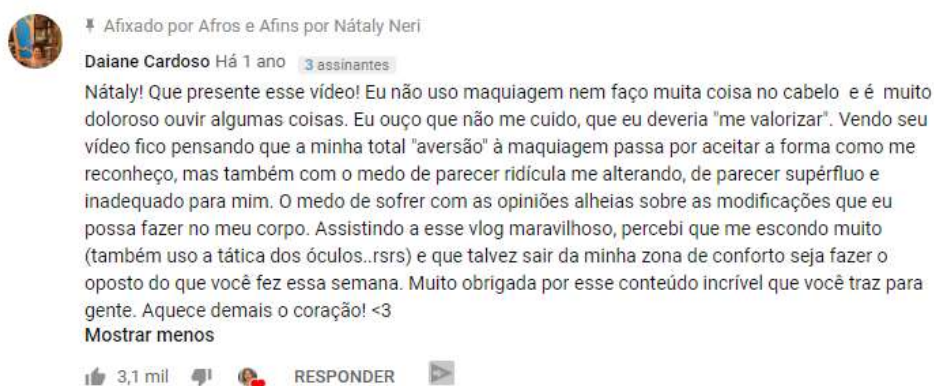 Afixado por Afros e Afins por Nátaly Neri
Daiane Cardoso Há 1 ano 3 assinantes
Nátaly! Que presente esse vídeo! Eu não uso maquiagem nem faço muita coisa no cabelo e é muito
doloroso ouvir algumas coisas. Eu ouço que não me cuido, que eu deveria "me valorizar". Vendo seu
vídeo fico pensando que a minha total "aversão" à maquiagem passa por aceitar a forma como me
reconheço, mas também com o medo de parecer ridícula me alterando, de parecer supérfluo e
inadequado para mim. O medo de sofrer com as opiniões alheias sobre as modificações que eu
possa fazer no meu corpo. Assistindo a esse vlog maravilhoso, percebi que me escondo muito
(também uso a tática dos óculos..rsrs) e que talvez sair da minha zona de conforto seja fazer o
oposto do que você fez essa semana. Muito obrigada por esse conteúdo incrível que você traz para
gente. Aquece demais o coração! <3
Mostrar menos
3,1 mil RESPONDER